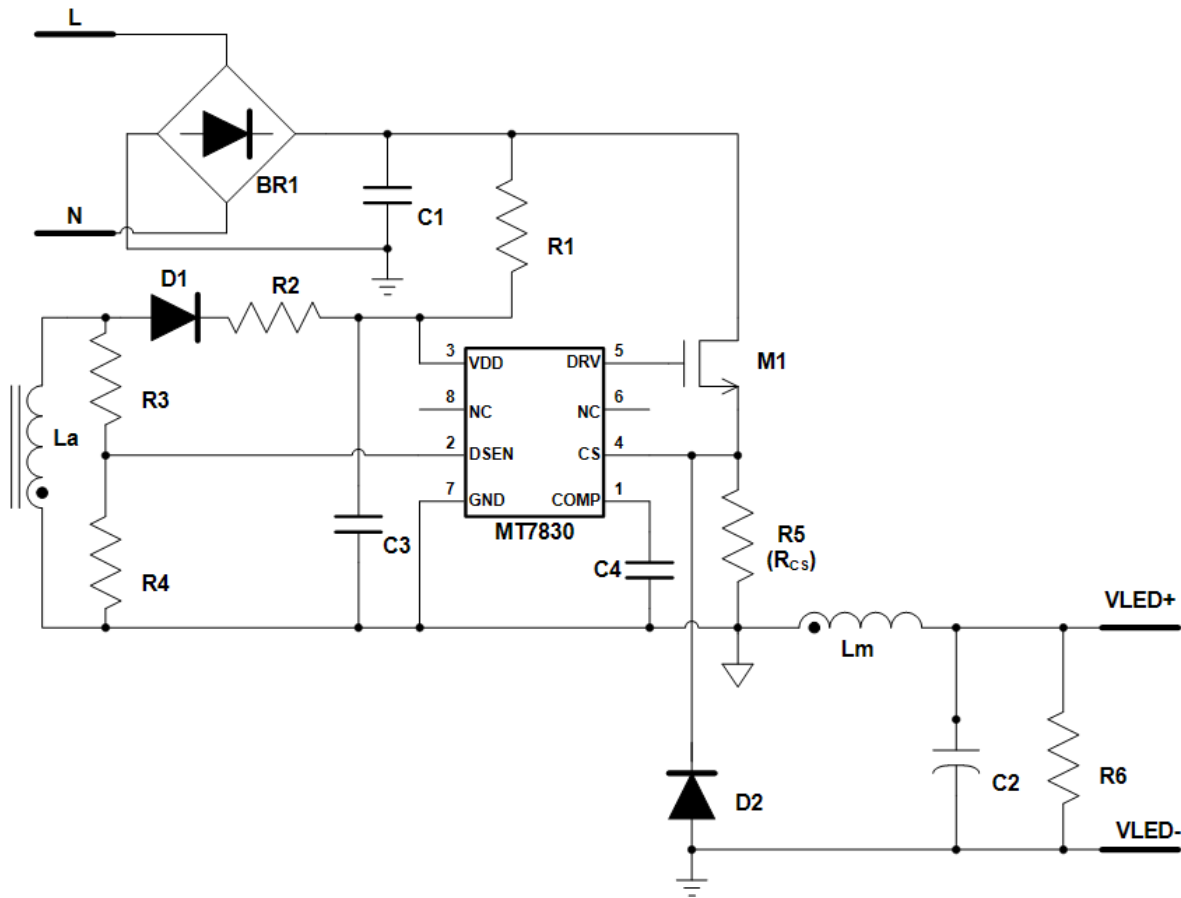 L
BR1
N
C1
R1
D1
R2
3
VDD
DRV
5
M1
R3
8
NC
NC
6
La
2
DSEN
CS
4
7
GND
COMP
1
MT7830
R4
C3
C4
R5
(RCS)
VLED+
Lm
D2
C2
R6
VLED-